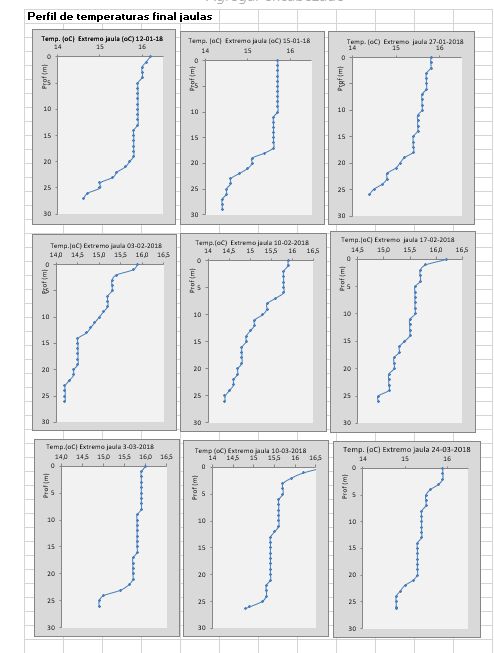 Agregar encabezado
Perfil de temperaturas final jaulas
Temp. (oC) Extremo jaula (oC) 12-01-18
14 15 16
Prof (m)
0
5
10
15
20
25
30
Temp. (oC) Extremo jaula (oC) 15-01-18
14 15 16
Prof (m)
0
5
10
15
20
25
30
Temp. (oC) Extremo jaula 27-01-2018
14 15 16
Prof (m)
0
5
10
15
20
25
30
Temp.(oC) Extremo jaula 03-02-2018
14,0 14,5 15,0 15,5 16,0 16,5
Prof (m)
0
5
10
15
20
25
30
Temp.(oC) Extremo jaula 10-02-2018
14 14,5 15 15,5 16 16,5
Prof (m)
0
5
10
15
20
25
30
Temp.(oC) Extremo jaula 17-02-2018
14,5 15,0 15,5 16,0 16,5
Prof (m)
0
5
10
15
20
25
30
Temp.(oC) Extremo jaula 3-03-2018
14,0 14,5 15,0 15,5 16,0 16,5
Prof (m)
0
5
10
15
20
25
30
Temp.(oC) Extremo jaula 10-03-2018
14 14,5 15 15,5 16 16,5
Prof (m)
0
5
10
15
20
25
30
Temp. (oC) Extremo jaula 24-03-2018
14 15 16
Prof (m)
0
5
10
15
20
25
30